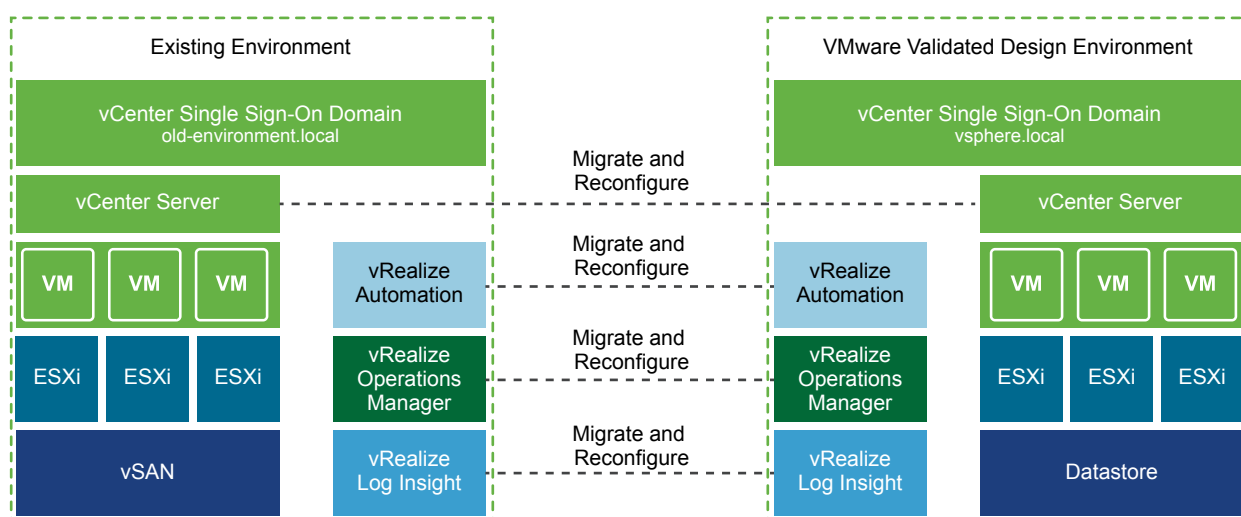 Existing Environment
vCenter Single Sign-On Domain
old-environment.local
vCenter Server
VM VM VM
vRealize
Automation
ESXi ESXi ESXi
vRealize
Operations
Manager
vSAN
vRealize
Log Insight
Migrate and
Reconfigure
Migrate and
Reconfigure
Migrate and
Reconfigure
Migrate and
Reconfigure
VMware Validated Design Environment
vCenter Single Sign-On Domain
vsphere.local
vCenter Server
vRealize
Automation
VM VM VM
vRealize
Operations
Manager
ESXi ESXi ESXi
vRealize
Log Insight
Datastore